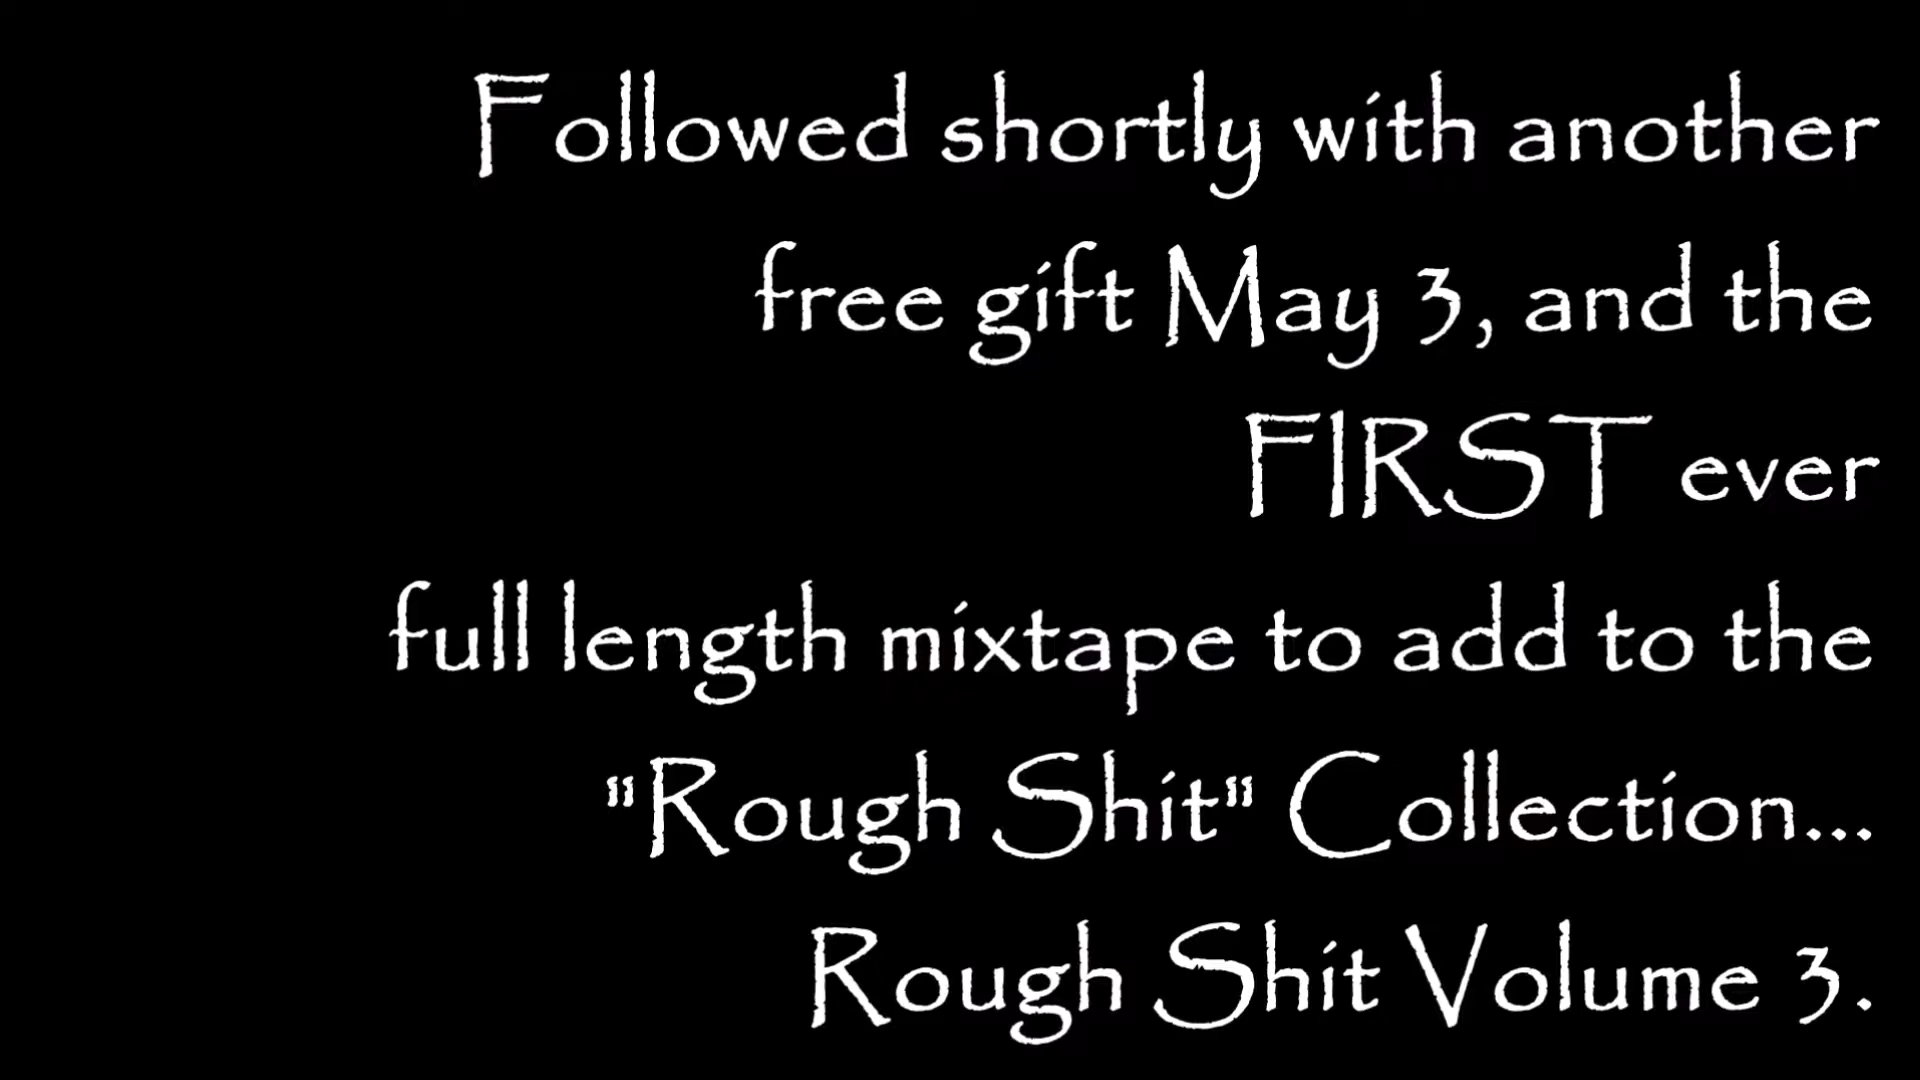 Followed shortly with another
free gift May 3, and the
FIRST ever
full length mixtape to add to the
"Rough Shit" Collection...
Rough Shit Volume 3.